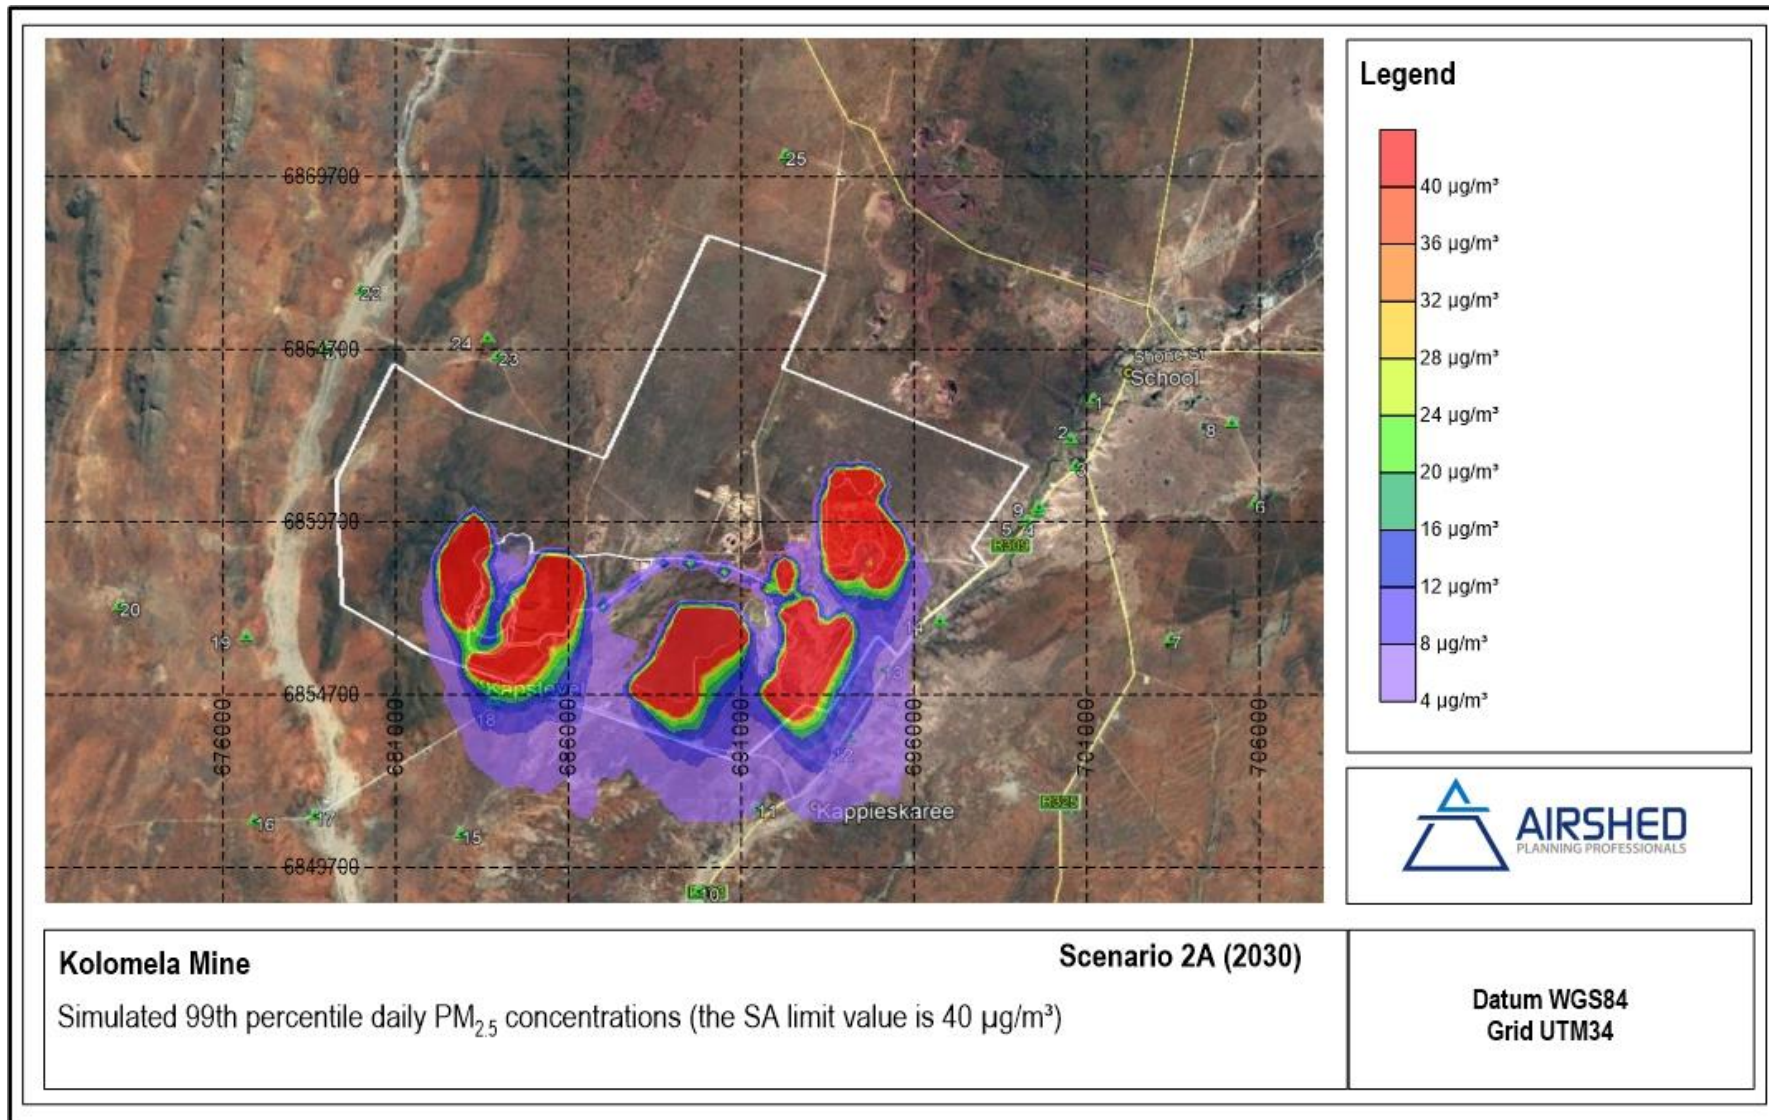 25
6869700
22
24
23
6864700
Shone St
School
1
2
8
3
6
9
5
4
R309
6859700
20
19
14
7
13
Kapstevel
6854700
18
12
676000
681000
686000
691000
696000
701000
706000
R325
11
Kappieskaree
16
17
15
6849700
10
Legend
40 µg/m³
36 µg/m³
32 µg/m³
28 µg/m³
24 µg/m³
20 µg/m³
16 µg/m³
12 µg/m³
8 µg/m³
4 µg/m³
AIRSHED
PLANNING PROFESSIONALS
Kolomela Mine
Scenario 2A (2030)
Simulated 99th percentile daily PM2.5 concentrations (the SA limit value is 40 µg/m³)
Datum WGS84
Grid UTM34